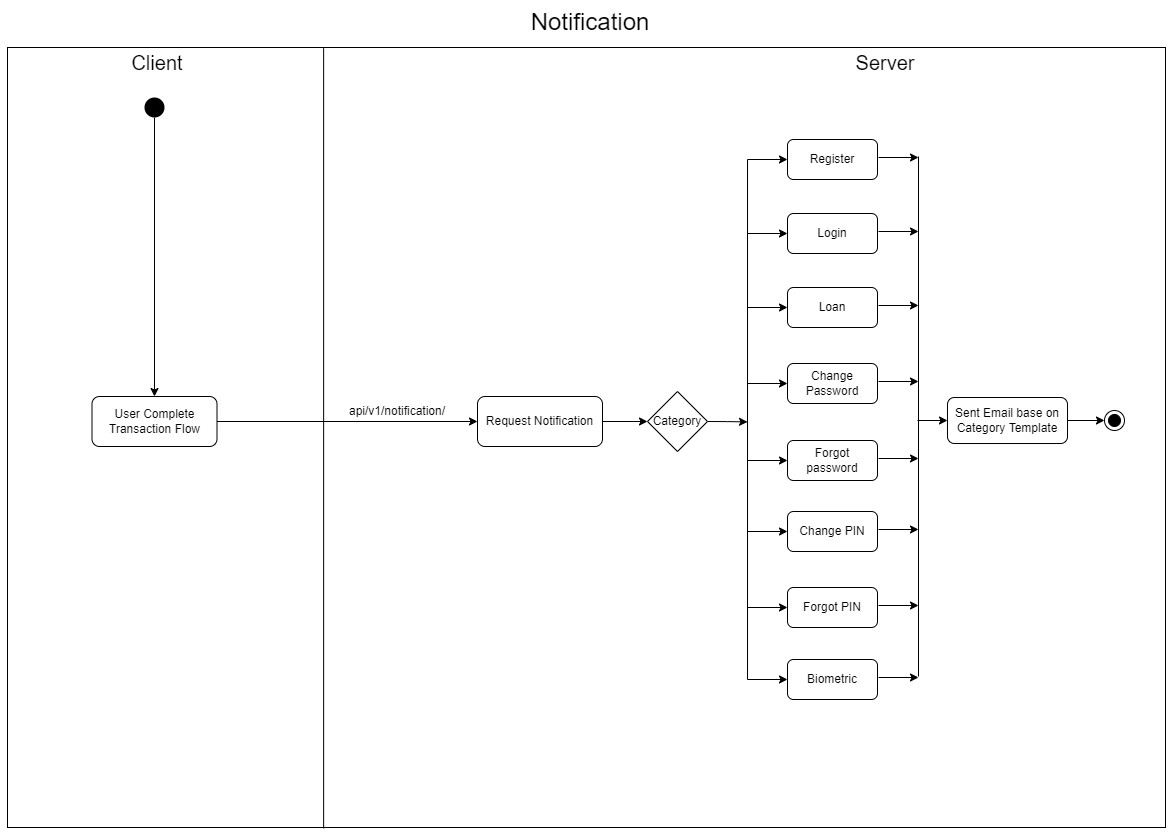 Notification
Client
Server
User Complete
Transaction Flow
api/v1/notification/
Request Notification
Category
Register
Login
Loan
Change
Password
Forgot
password
Change PIN
Forgot PIN
Biometric
Sent Email base on
Category Template